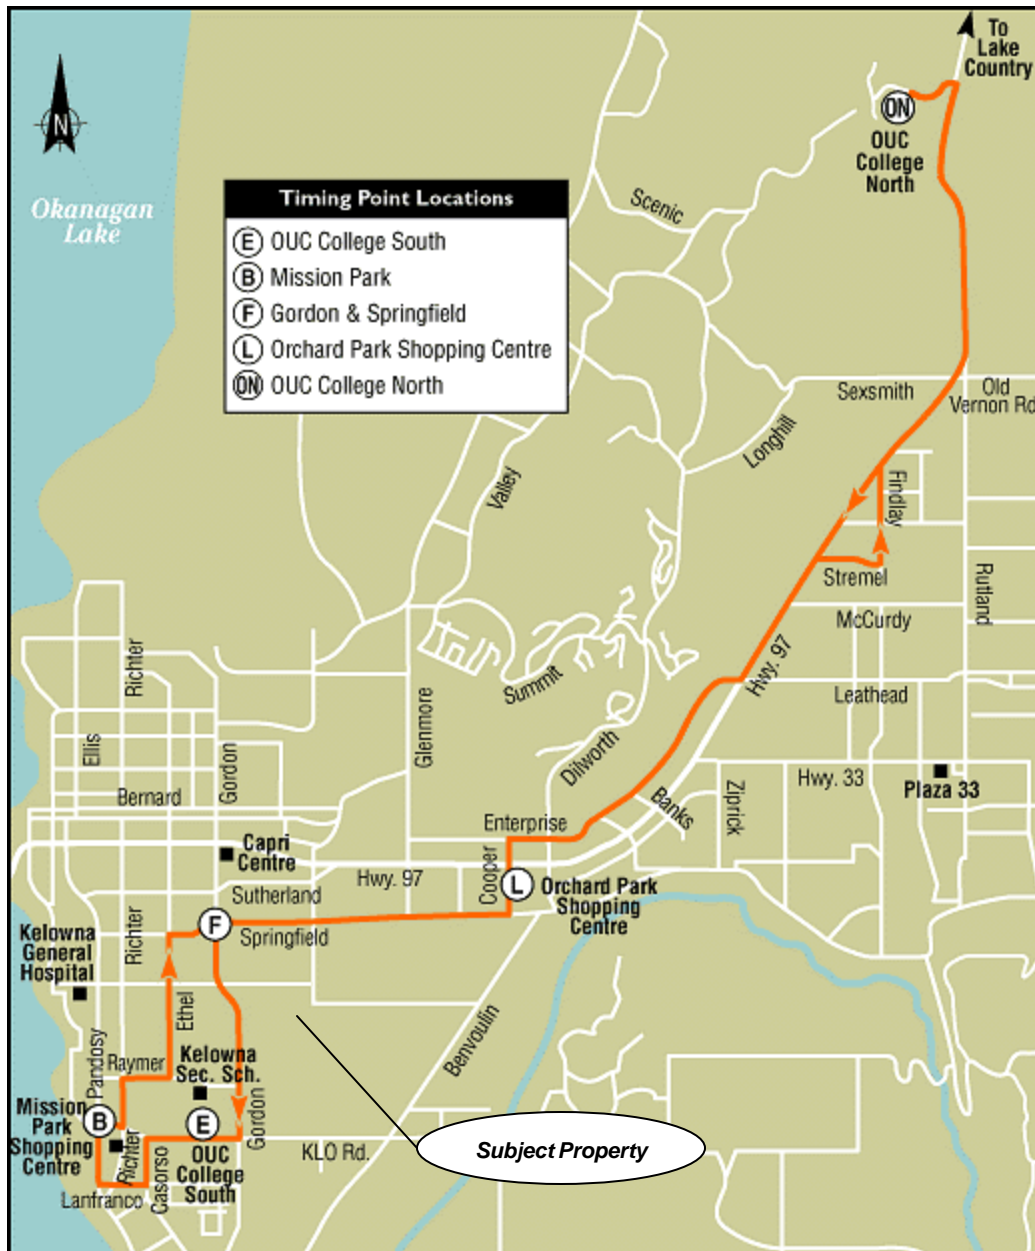 To
Lake
Country
N
ON
OUC
College
North
Okanagan
Lake
Timing Point Locations
E OUC College South
B Mission Park
F Gordon & Springfield
L Orchard Park Shopping Centre
ON OUC College North
Scenic
Sexsmith
Old
Vernon Rd.
Longhill
Valley
Findlay
Stremel
Rutland
McCurdy
Hwy. 97
Leathead
Richter
Summit
Ellis
Gordon
Glenmore
Dilworth
Hwy. 33
Plaza 33
Bernard
Banks
Ziprick
Enterprise
Capri
Centre
Cooper
Hwy. 97
L
Orchard Park
Shopping
Centre
Sutherland
F
Springfield
Richter
Kelowna
General
Hospital
Ethel
Benvoulin
Pandosy
Raymer
Kelowna
Sec. Sch.
Gordon
Mission
Park
Shopping
Centre
B
E
Richter
OUC
College
South
KLO Rd.
Casorso
Lanfranco
Subject Property